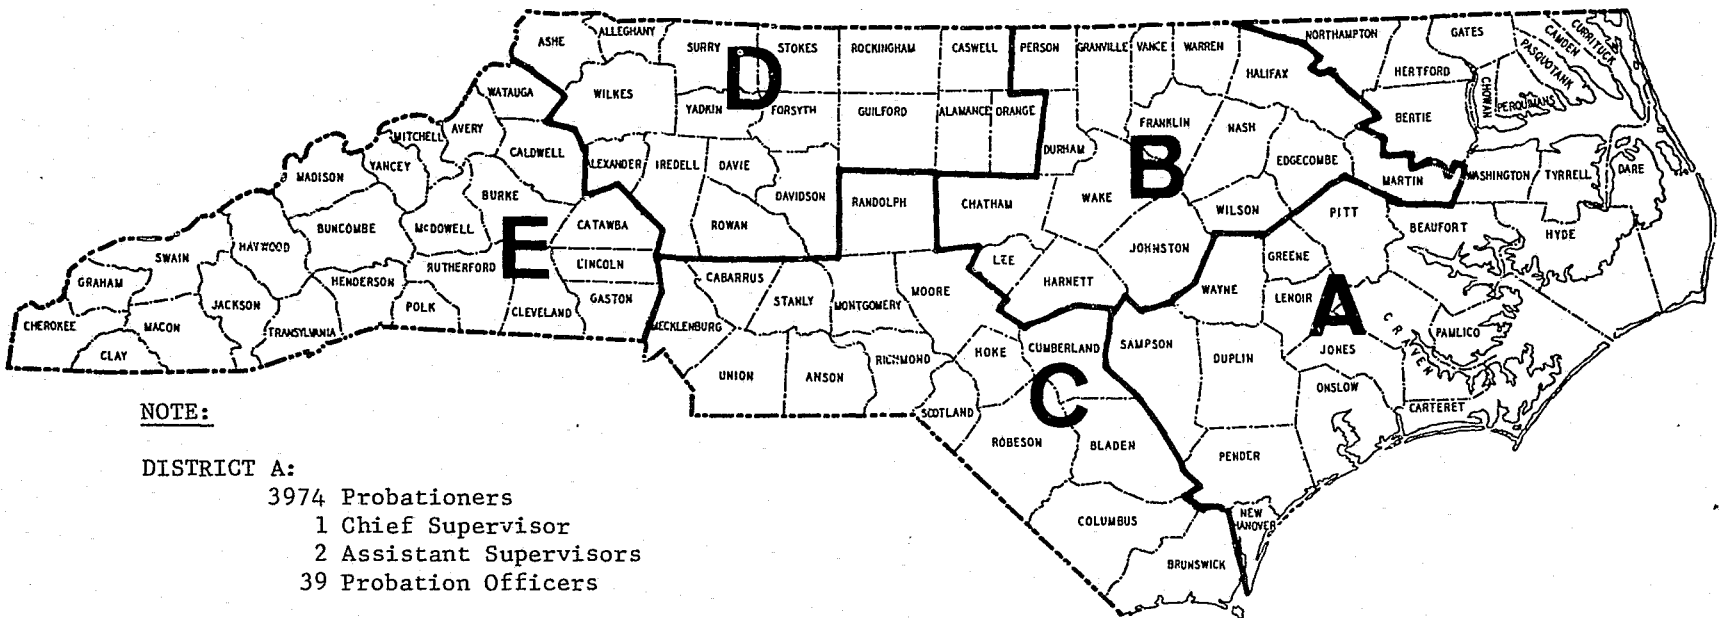 ASHE
ALLEGHANY
SURRY
STOKES
ROCKINGHAM
CASWELL
PERSON
GRANVILLE
VANCE
WARREN
NORTHAMPTON
GATES
CURRITUCK
CAMDEN
PASQUOTANK
D
HALIFAX
HERTFORD
CHOWAN
PERQUIMANS
WATAUGA
WILKES
YADKIN
FORSYTH
GUILFORD
ALAMANCE
ORANGE
FRANKLIN
NASH
BERTIE
MITCHELL
AVERY
CALDWELL
ALEXANDER
IREDELL
DAVIE
DURHAM
B
EDGECOMBE
MADISON
YANCEY
BURKE
DAVIDSON
RANDOLPH
CHATHAM
WAKE
WILSON
MARTIN
WASHINGTON
TYRRELL
DARE
BUNCOMBE
McDOWELL
E
CATAWBA
ROWAN
JOHNSTON
PITT
BEAUFORT
HYDE
SWAIN
HAYWOOD
RUTHERFORD
LINCOLN
CABARRUS
LEE
HARNETT
GREENE
GRAHAM
HENDERSON
GASTON
STANLY
MONTGOMERY
MOORE
WAYNE
LENOIR
A
CHEROKEE
MACON
JACKSON
TRANSYLVANIA
POLK
CLEVELAND
MECKLENBURG
CRAVEN
PAMLICO
CLAY
UNION
ANSON
RICHMOND
HOKE
CUMBERLAND
SAMPSON
DUPLIN
JONES
C
ONSLOW
CARTERET
SCOTLAND
ROBESON
BLADEN
PENDER
COLUMBUS
NEW
HANOVER
BRUNSWICK
NOTE:
DISTRICT A:
3974 Probationers
1 Chief Supervisor
2 Assistant Supervisors
39 Probation Officers